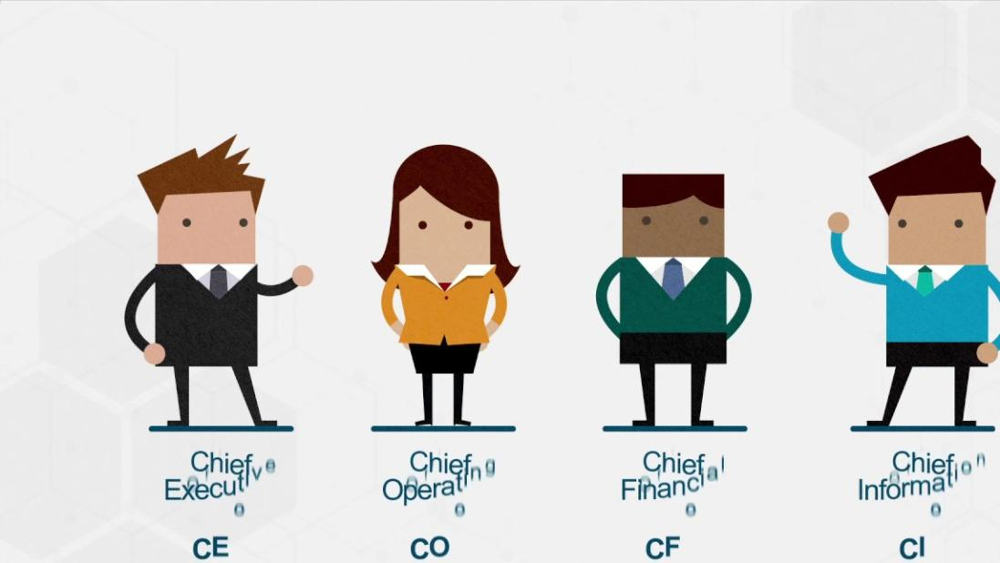 Chief
Executive
CE
Chief
Operating
CO
Chief
Financial
CF
Chief
Information
CI